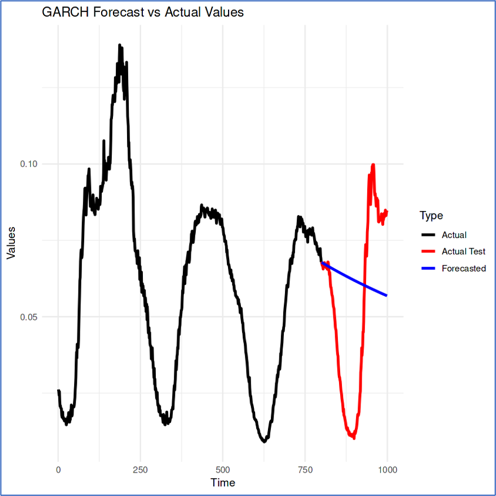 GARCH Forecast vs Actual Values
Values
0.10
0.05
0
250
500
750
1000
Time
Type
Actual
Actual Test
Forecasted